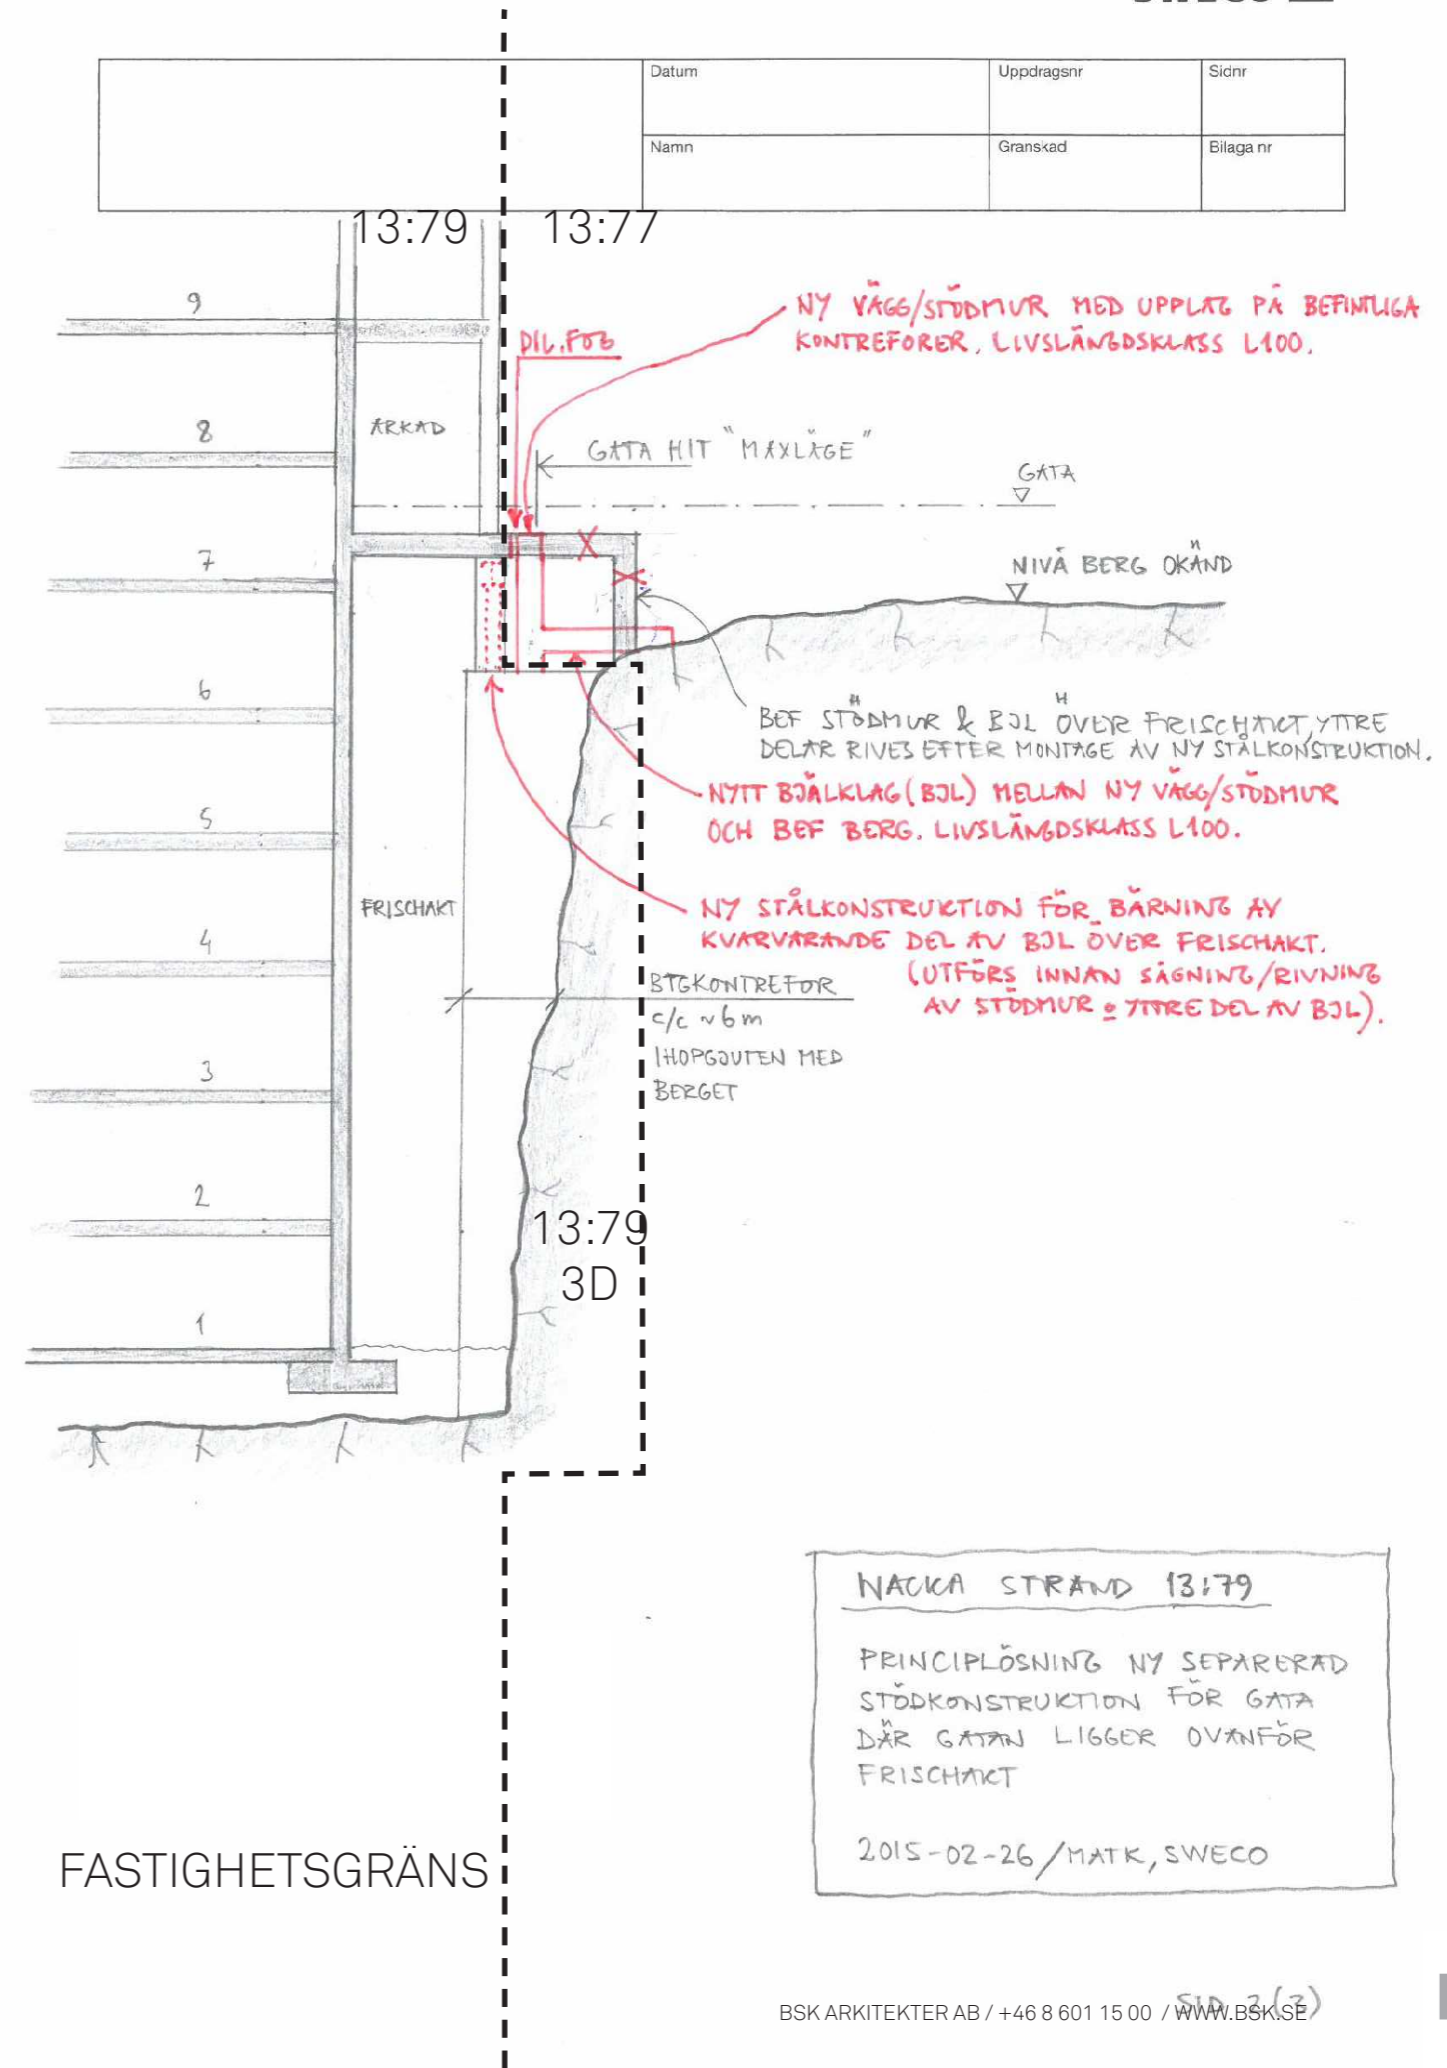 Datum
Uppdragsnr
Sidnr
Namn
Granskad
Bilaga nr
13:79
13:77
NY VÄGG/STÖDMUR MED UPPLAG PÅ BEFINTLIGA
KONTREFORER, LIVSLÄNGDSKLASS L100.
DIL.FOG
9
8
ARKAD
GATA HIT "MAXLÄGE"
GATA
7
NIVÅ BERG OKÄND
6
BEF STÖDMUR & BJL ÖVER FRISCHAKT, YTTRE
DELAR RIVES EFTER MONTAGE AV NY STÅLKONSTRUKTION.
NYTT BJÄLKLAG (BJL) MELLAN NY VÄGG/STÖDMUR
OCH BEF BERG. LIVSLÄNGDSKLASS L100.
5
FRISCHAKT
NY STÅLKONSTRUKTION FÖR BÄRNING AV
KVARVARANDE DEL AV BJL ÖVER FRISCHAKT.
(UTFÖRS INNAN SÅGNING/RIVNING
AV STÖDMUR o YTTRE DEL AV BJL).
4
BTGKONTREFOR
c/c ~6m
IHOPGJUTEN MED
BERGET
3
2
13:79
3D
1
NACKA STRAND 13:79
PRINCIPLÖSNING NY SEPARERAD
STÖDKONSTRUKTION FÖR GATA
DÄR GATAN LIGGER OVANFÖR
FRISCHAKT
2015-02-26 /MATK, SWECO
FASTIGHETSGRÄNS
SID 2(2)
BSK ARKITEKTER AB / +46 8 601 15 00 / WWW.BSK.SE